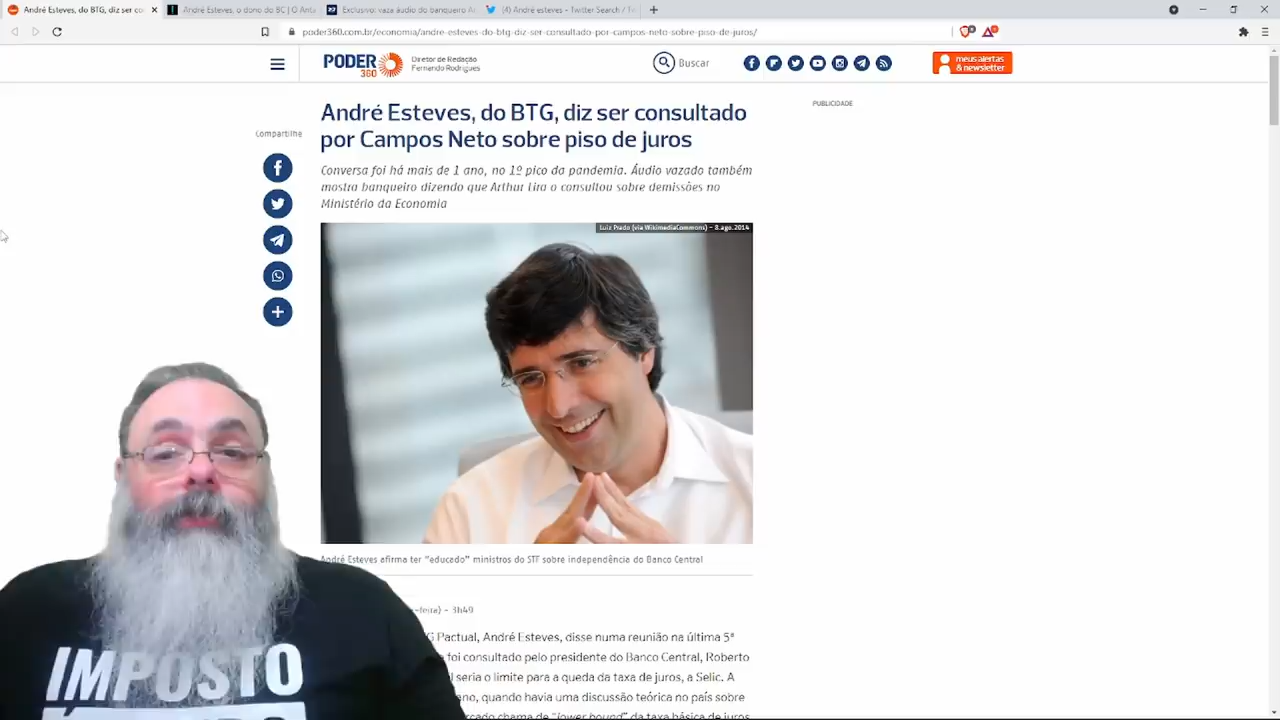 André Esteves, do BTG, diz ser co
André Esteves, o dono do BC | O Anta
Exclusivo: vaza áudio do banqueiro A
(4) André esteves - Twitter Search / Tw
poder360.com.br/economia/andre-esteves-do-btg-diz-ser-consultado-por-campos-neto-sobre-piso-de-juros/
PODER
360
Diretor de Redação
Fernando Rodrigues
Buscar
meus alertas
& newsletter
PUBLICIDADE
André Esteves, do BTG, diz ser consultado
por Campos Neto sobre piso de juros
Compartilhe
Conversa foi há mais de 1 ano, no 1º pico da pandemia. Áudio vazado também
mostra banqueiro dizendo que Arthur Lira o consultou sobre demissões no
Ministério da Economia
Luiz Prado (via WikimediaCommons) - 8.ago.2014
André Esteves afirma ter “educado” ministros do STF sobre independência do Banco Central
-feira) - 3h49
G Pactual, André Esteves, disse numa reunião na última 5ª
foi consultado pelo presidente do Banco Central, Roberto
l seria o limite para a queda da taxa de juros, a Selic. A
ano, quando havia uma discussão teórica no país sobre
rcado chama de “lower bound” da taxa básica de juros
IMPOSTO